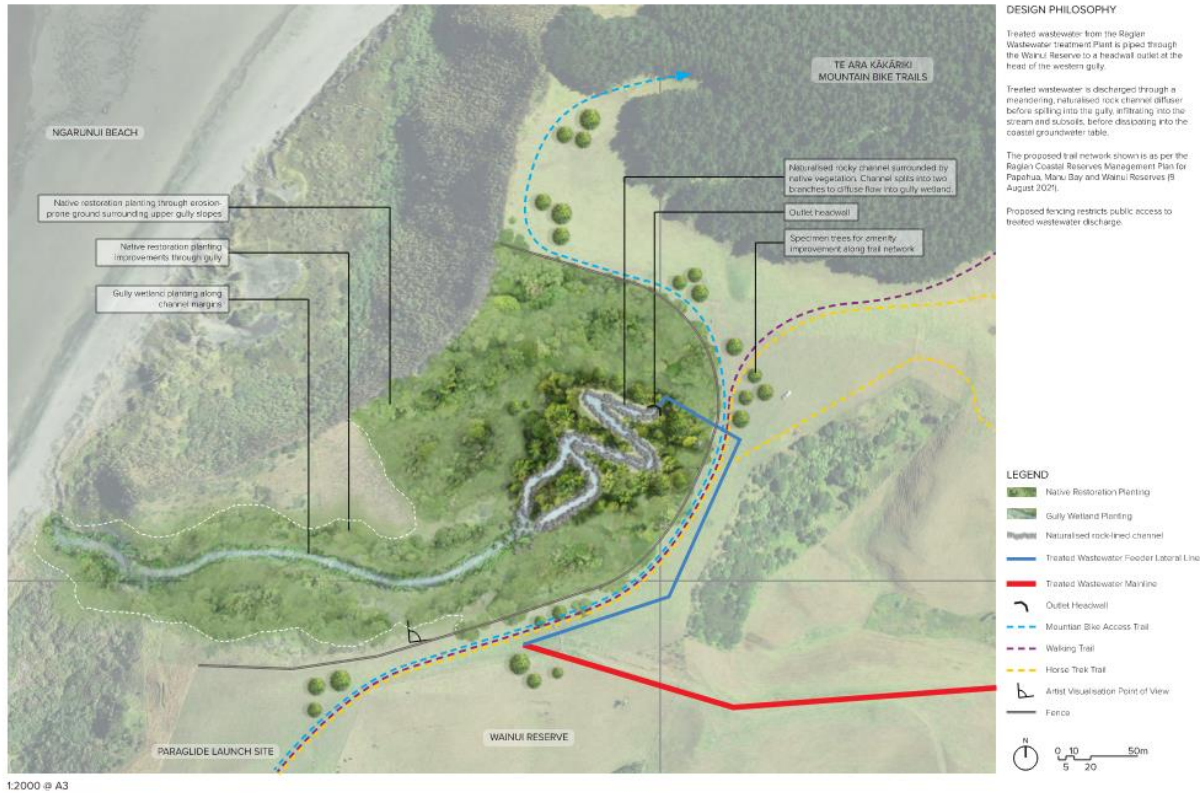 DESIGN PHILOSOPHY
Treated wastewater from the Raglan
Wastewater treatment Plant is piped through
the Wainui Reserve to a headwall outlet at the
head of the western gully.
Treated wastewater is discharged through a
meandering, naturalised rock channel diffuser
before spilling into the gully, infiltrating into the
stream and subsoils, before dissipating into the
coastal groundwater table.
The proposed trail network shown is as per the
Raglan Coastal Reserves Management Plan for
Papahua, Manu Bay and Wainui Reserves (9
August 2021).
Proposed fencing restricts public access to
treated wastewater discharge.
TE ARA KĀKĀRIKI
MOUNTAIN BIKE TRAILS
NGARUNUI BEACH
Naturalised rocky channel surrounded by
native vegetation. Channel splits into two
branches to diffuse flow into gully wetland.
Outlet headwall
Specimen trees for amenity
improvement along trail network
Native restoration planting through erosion-
prone ground surrounding upper gully slopes
Native restoration planting
improvements through gully
Gully wetland planting along
channel margins
PARAGLIDE LAUNCH SITE
WAINUI RESERVE
LEGEND
Native Restoration Planting
Gully Wetland Planting
Naturalised rock-lined channel
Treated Wastewater Feeder Lateral Line
Treated Wastewater Mainline
Outlet Headwall
Mountian Bike Access Trail
Walking Trail
Horse Trek Trail
Artist Visualisation Point of View
Fence
N
0 10 50m
5 20
1:2000 @ A3